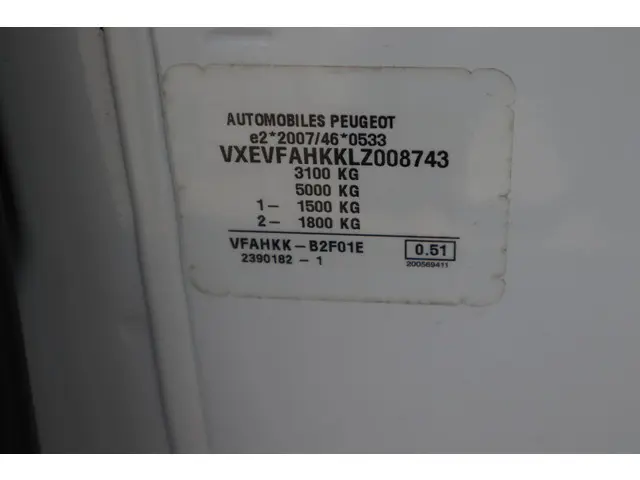 AUTOMOBILES PEUGEOT
e2*2007/46*0533
VXEVFAHKKLZ008743
3100 KG
5000 KG
1- 1500 KG
2- 1800 KG
VFAHKK-B2F01E 0.51
2390182 - 1 200569411